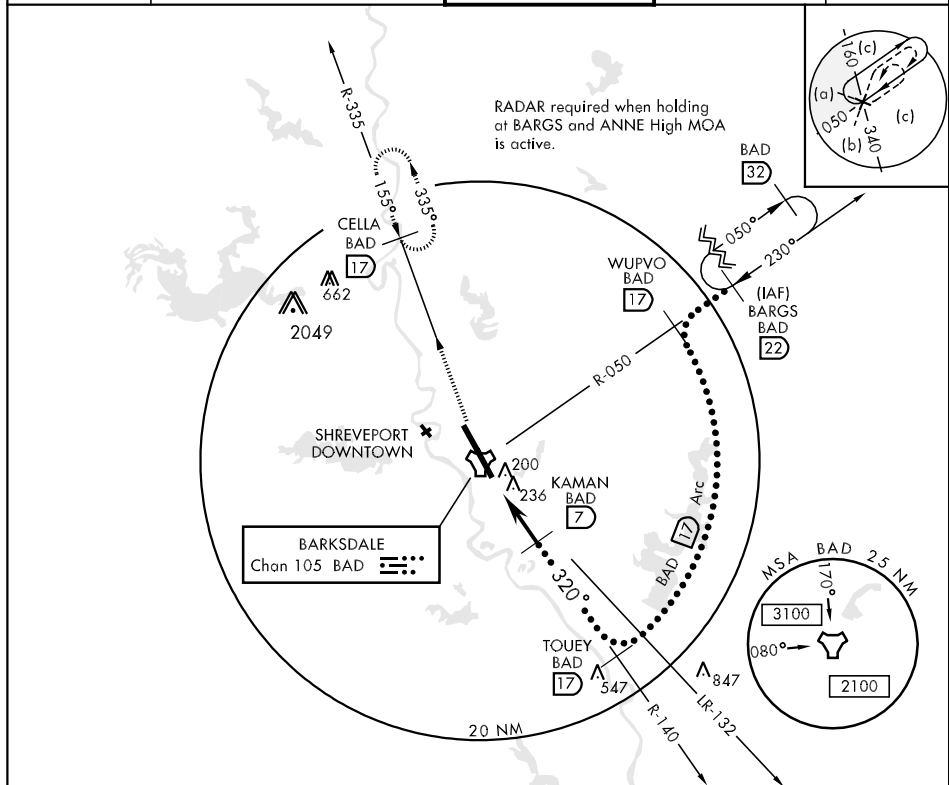 R-335
155°
335°
RADAR required when holding
at BARGS and ANNE High MOA
is active.
160
(c)
(a)
050
(c)
(b)
340
BAD
32
050°
230°
CELLA
BAD
17
662
2049
WUPVO
BAD
17
(IAF)
BARGS
BAD
22
R-050
SHREVEPORT
DOWNTOWN
200
236
KAMAN
BAD
7
BAD 17 Arc
BARKSDALE
Chan 105 BAD
320°
MSA BAD 25 NM
170°
3100
080°
2100
TOUEY
BAD
17
547
847
R-140
LR-132
20 NM